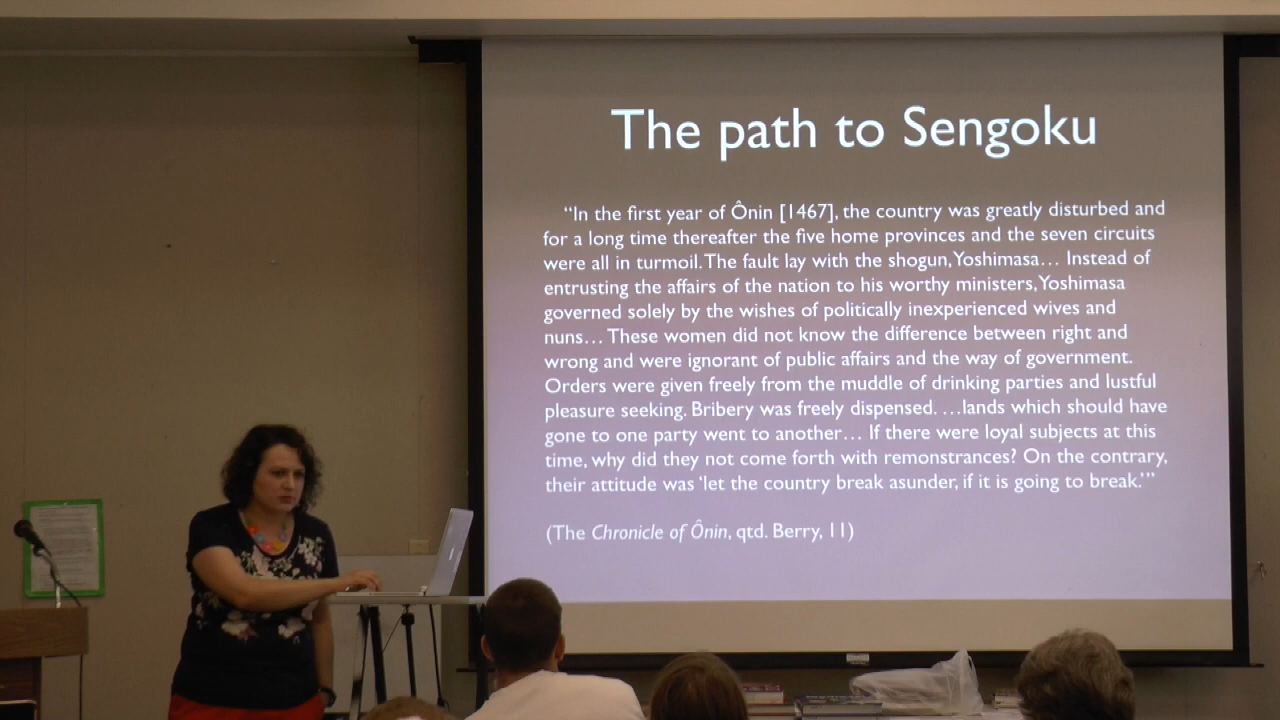 The path to Sengoku
“In the first year of Ônin [1467], the country was greatly disturbed and
for a long time thereafter the five home provinces and the seven circuits
were all in turmoil. The fault lay with the shogun, Yoshimasa… Instead of
entrusting the affairs of the nation to his worthy ministers, Yoshimasa
governed solely by the wishes of politically inexperienced wives and
nuns… These women did not know the difference between right and
wrong and were ignorant of public affairs and the way of government.
Orders were given freely from the muddle of drinking parties and lustful
pleasure seeking. Bribery was freely dispensed. …lands which should have
gone to one party went to another… If there were loyal subjects at this
time, why did they not come forth with remonstrances? On the contrary,
their attitude was ‘let the country break asunder, if it is going to break.’”
(The Chronicle of Ônin, qtd. Berry, 11)